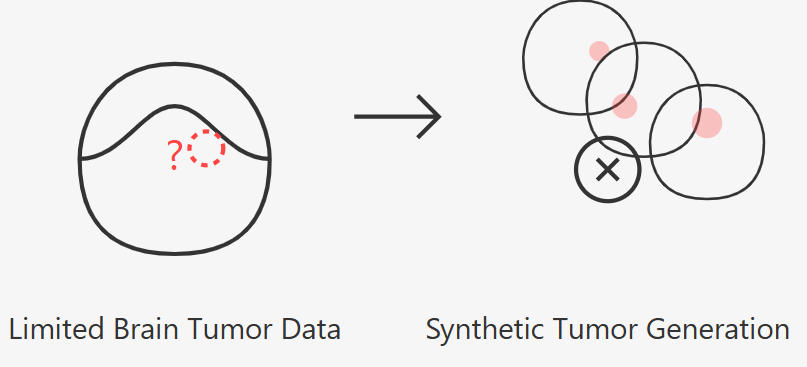 ?
Limited Brain Tumor Data
Synthetic Tumor Generation